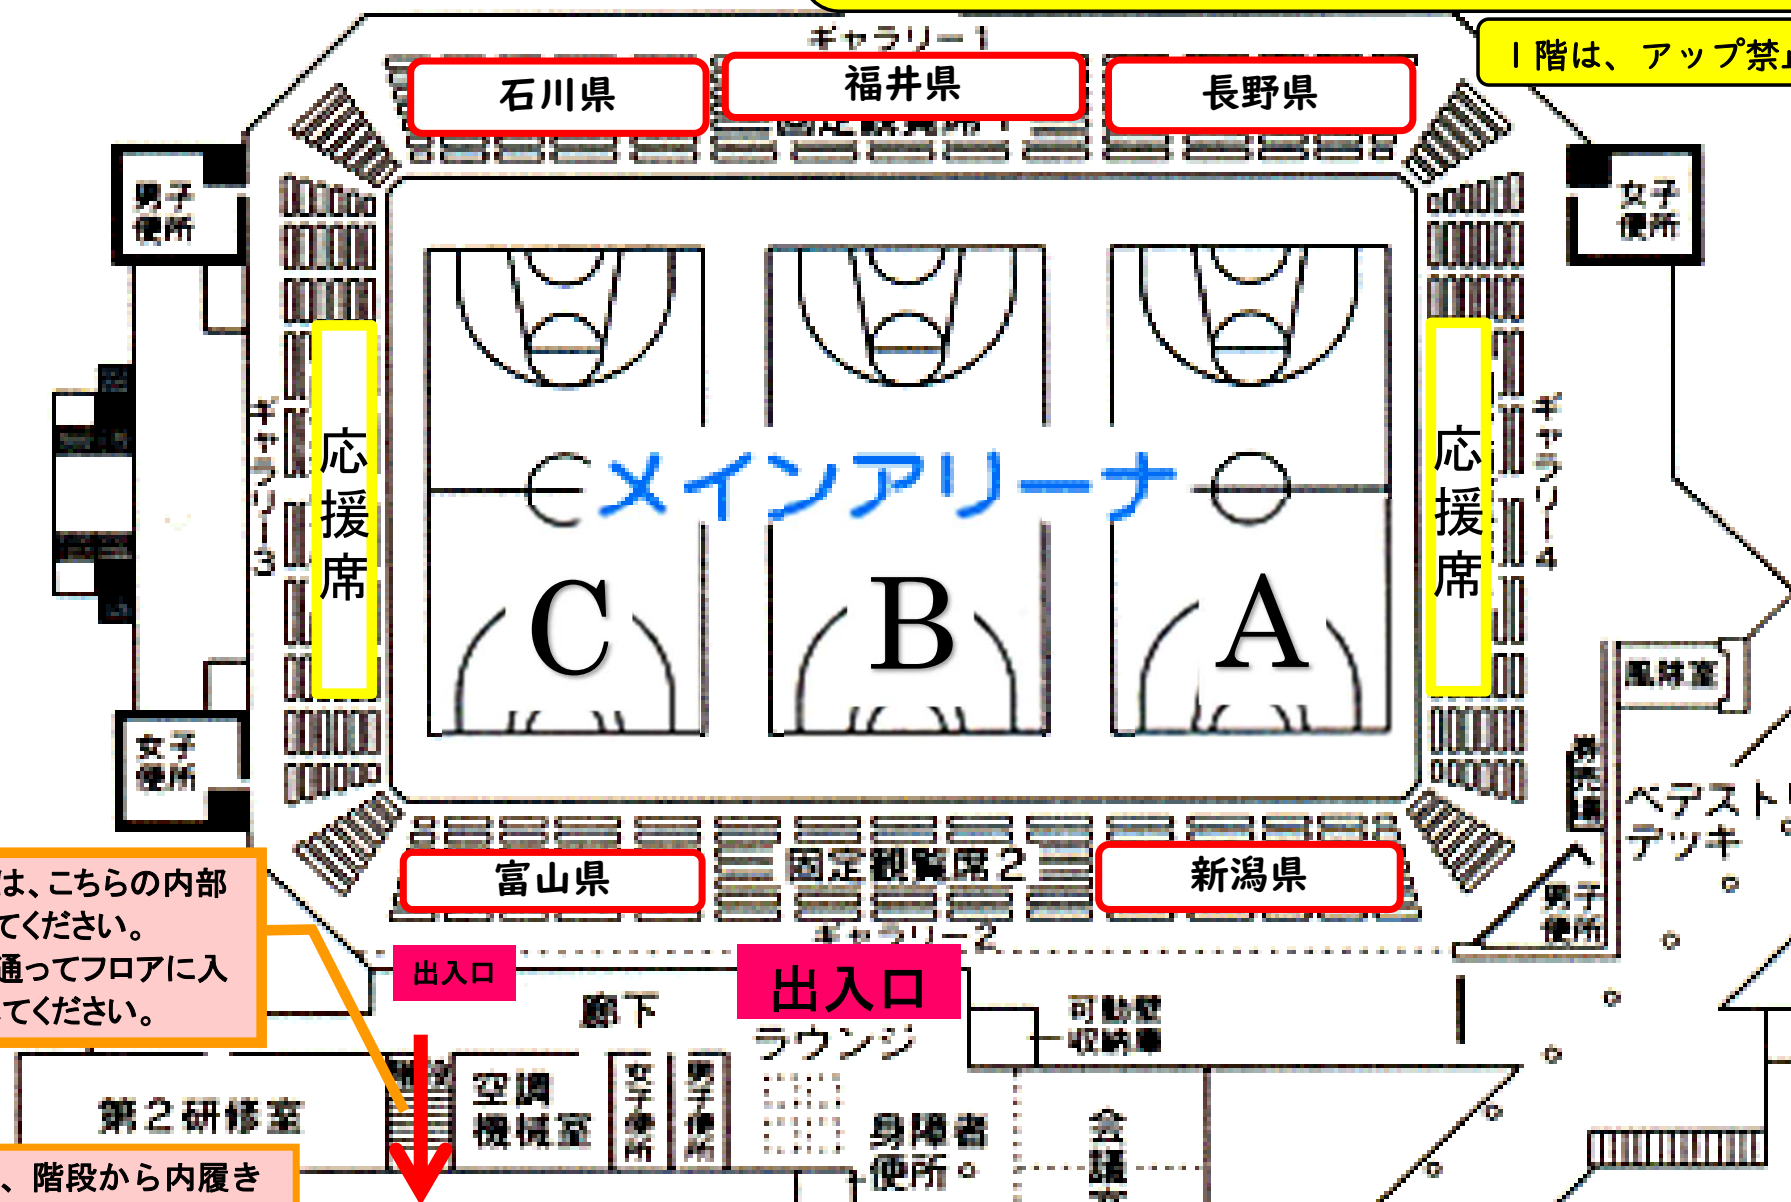 ギャラリー1
1階は、アップ禁止
石川県
福井県
長野県
固定観覧席1
男子
便所
女子
便所
ギャラリー3
応援席
メインアリーナ
応援席
ギャラリー4
C
B
A
風除室
女子
便所
券売場
ペデスト
デッキ
男子
便所
富山県
固定観覧席2
新潟県
ギャラリー2
は、こちらの内部
てください。
通ってフロアに入
てください。
出入口
出入口
廊下
ラウンジ
可動壁
収納庫
第2研修室
階段
空調
機械室
女子便所
男子便所
身障者
便所
会議
、階段から内履き